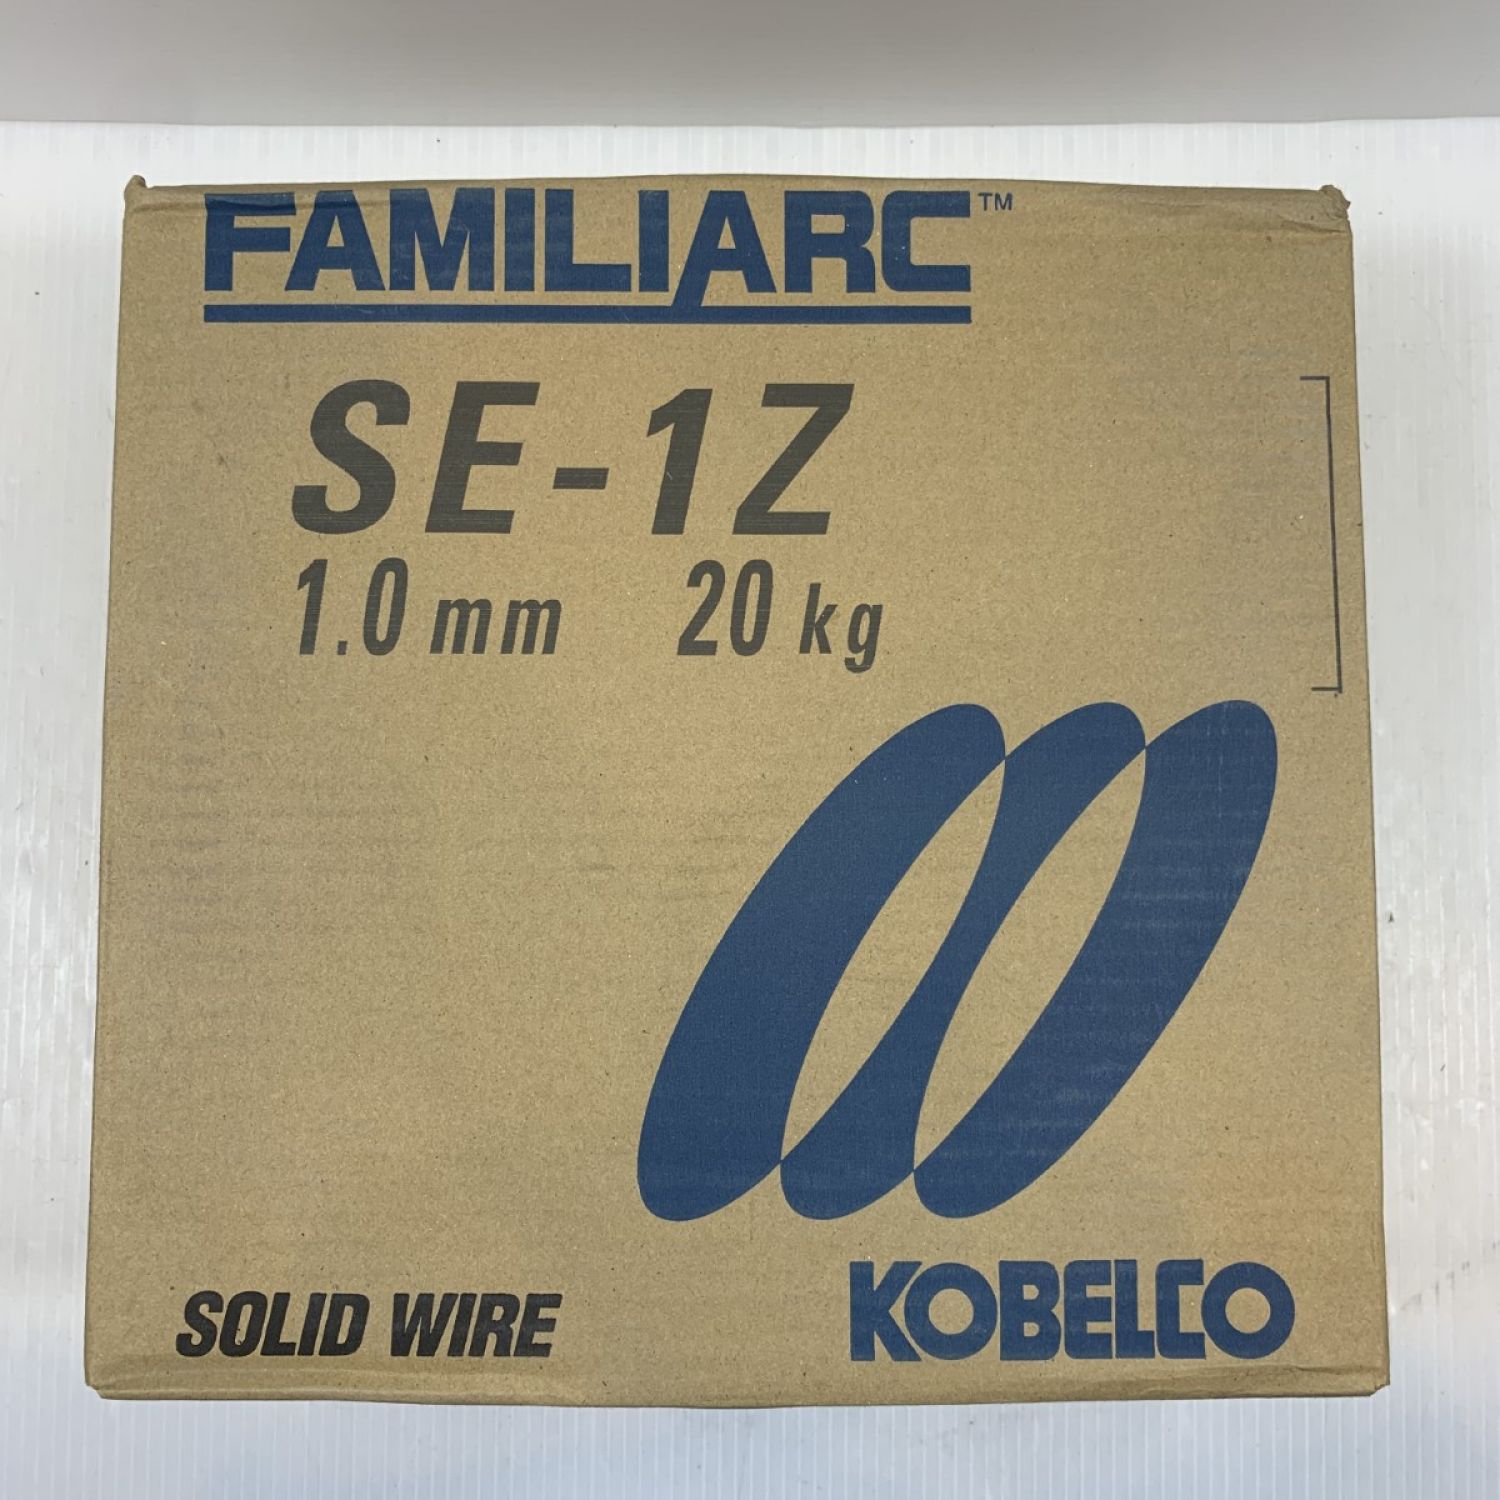 FAMILIARC™
SE-1Z
1.0 mm 20 kg
SOLID WIRE
KOBELCO